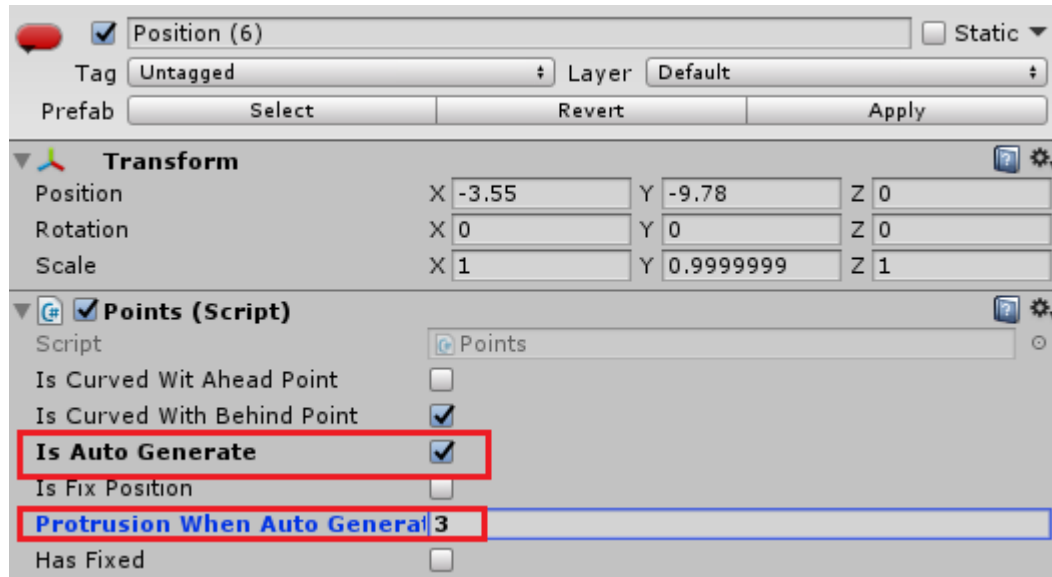 Position (6) Static
Tag Untagged Layer Default
Prefab Select Revert Apply
Transform
Position X -3.55 Y -9.78 Z 0
Rotation X 0 Y 0 Z 0
Scale X 1 Y 0.9999999 Z 1
Points (Script)
Script Points
Is Curved Wit Ahead Point
Is Curved With Behind Point
Is Auto Generate
Is Fix Position
Protrusion When Auto Generat 3
Has Fixed